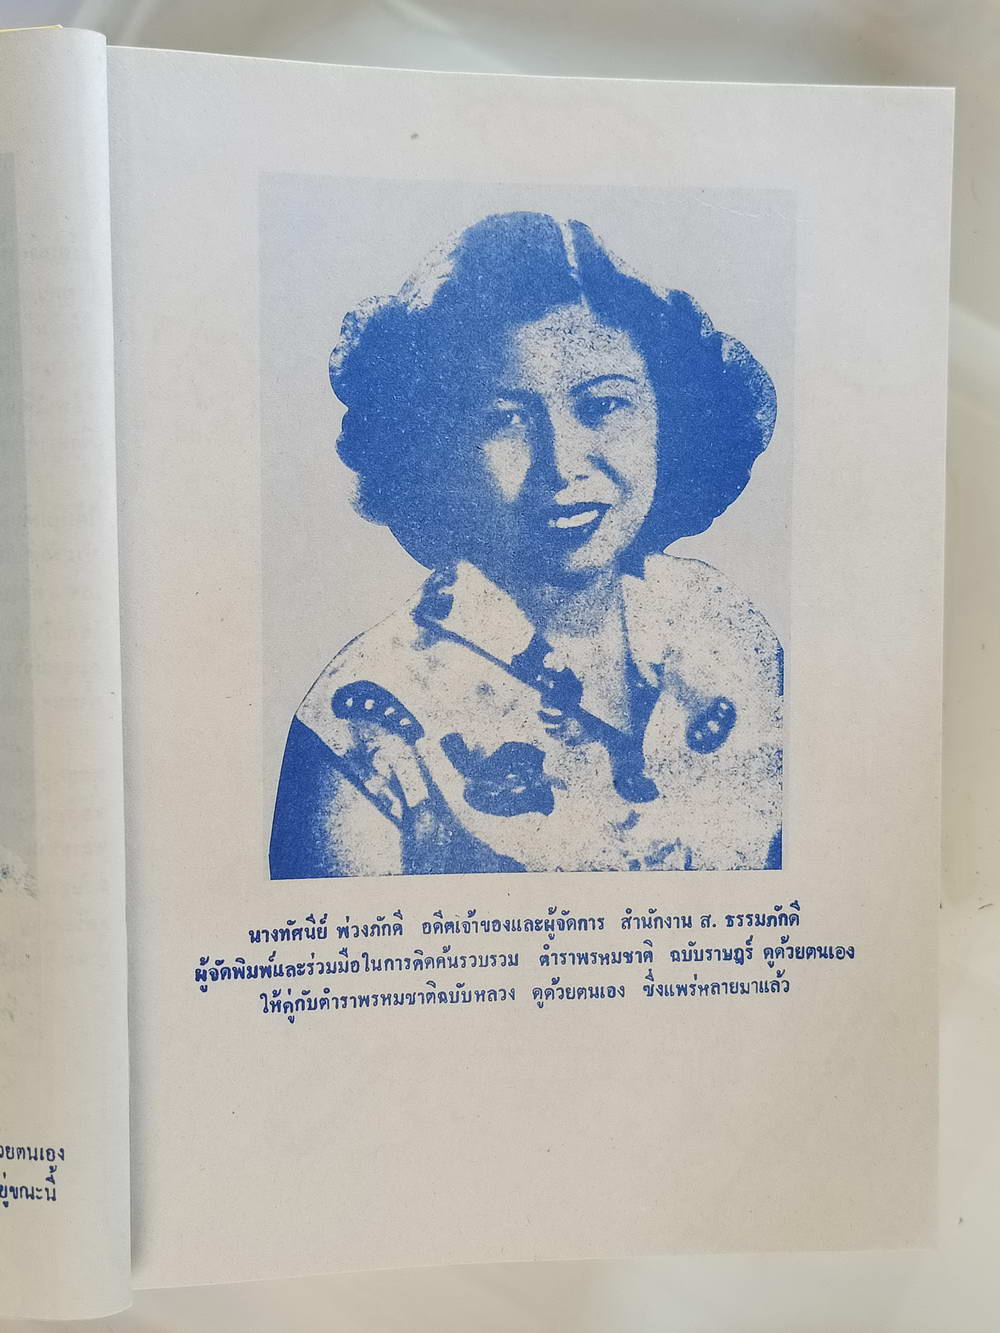 วยตนเอง
ยู่ขณะนี้
นางทัศนีย์ พ่วงภักดี อดีตเจ้าของและผู้จัดการ สำนักงาน ส. ธรรมภักดี
ผู้จัดพิมพ์และร่วมมือในการคิดค้นรวบรวม ตำราพรหมชาติ ฉบับราษฎร์ ดูด้วยตนเอง
ให้คู่กับตำราพรหมชาติฉบับหลวง ดูด้วยตนเอง ซึ่งแพร่หลายมาแล้ว